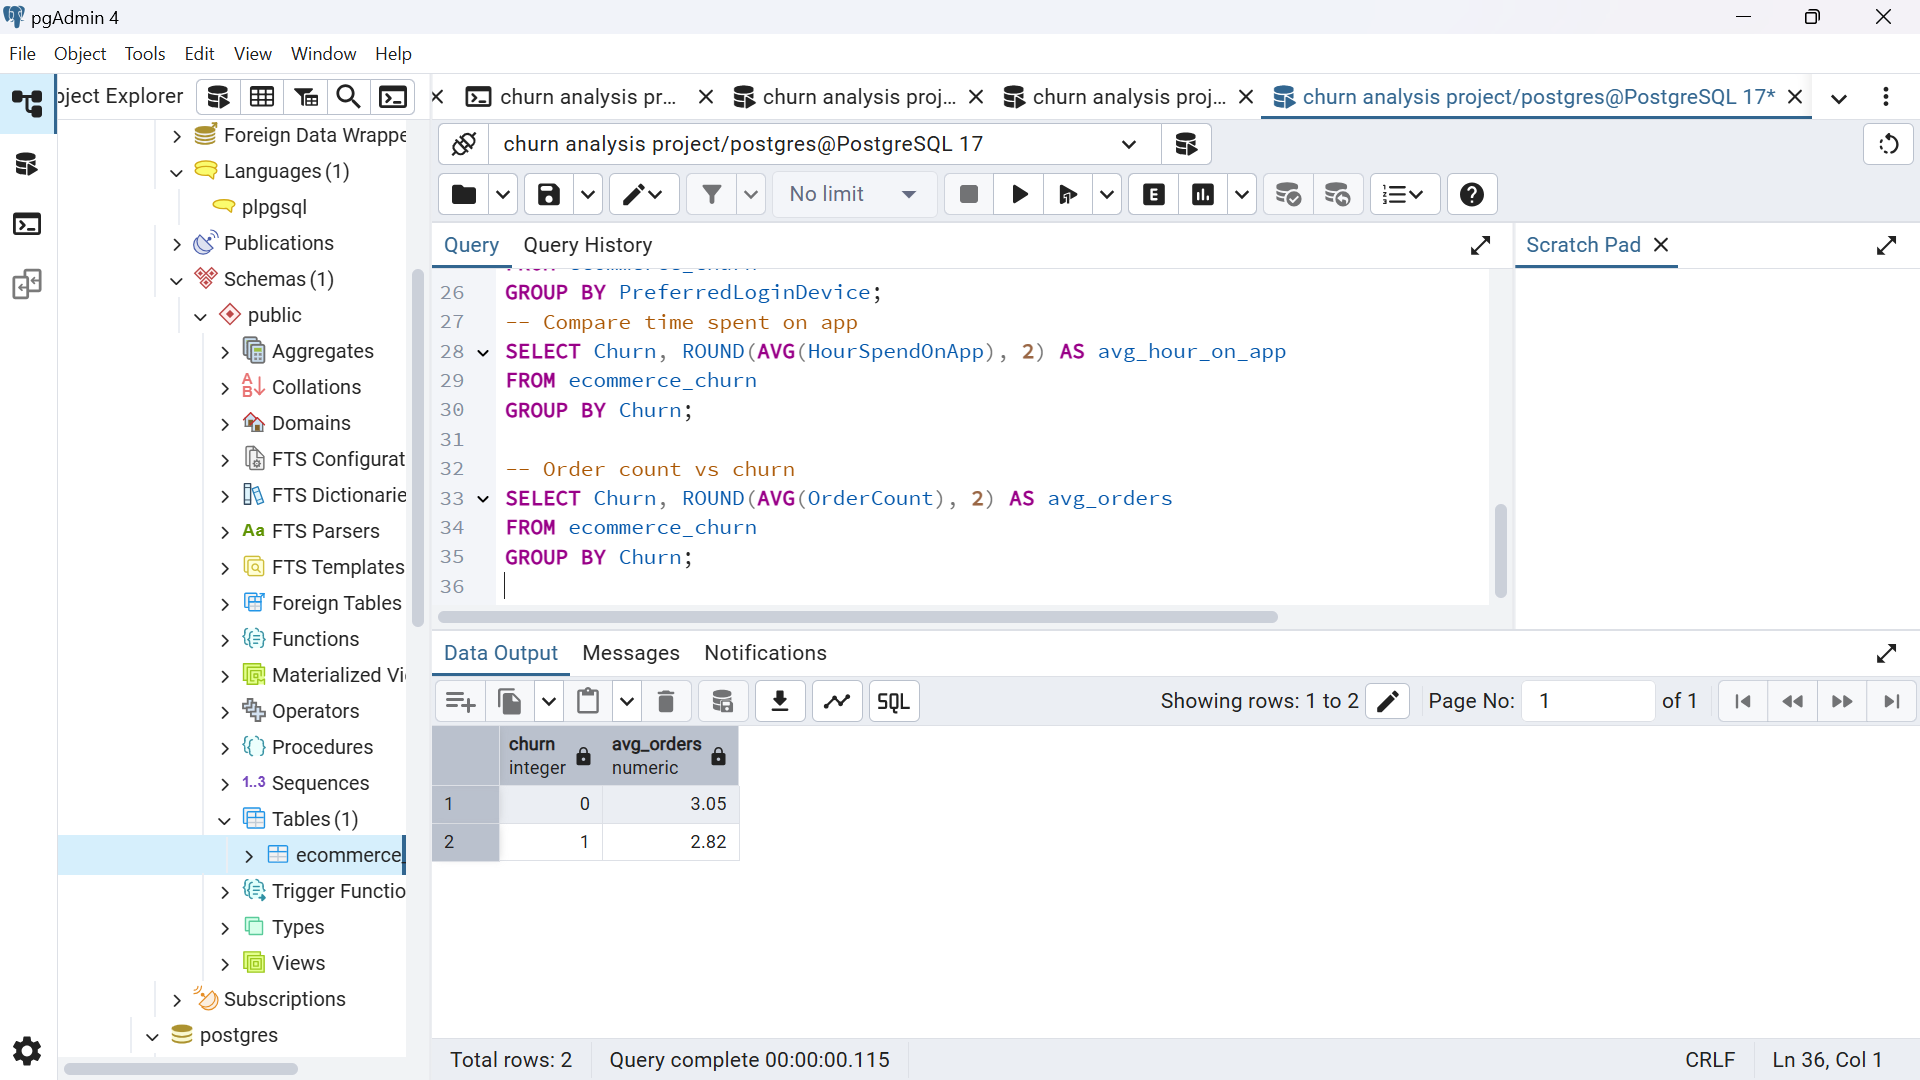 pgAdmin 4
File Object Tools Edit View Window Help
bject Explorer
churn analysis pr...
churn analysis proj...
churn analysis proj...
churn analysis project/postgres@PostgreSQL 17*
Foreign Data Wrappe
Languages (1)
plpgsql
Publications
Schemas (1)
public
Aggregates
Collations
Domains
FTS Configurat
FTS Dictionarie
Aa FTS Parsers
FTS Templates
Foreign Tables
Functions
Materialized Vi
Operators
Procedures
1..3 Sequences
Tables (1)
ecommerce_
Trigger Functio
Types
Views
Subscriptions
postgres
churn analysis project/postgres@PostgreSQL 17
No limit
E
Query Query History
Scratch Pad
26 GROUP BY PreferredLoginDevice;
27 -- Compare time spent on app
28 SELECT Churn, ROUND(AVG(HourSpendOnApp), 2) AS avg_hour_on_app
29 FROM ecommerce_churn
30 GROUP BY Churn;
31
32 -- Order count vs churn
33 SELECT Churn, ROUND(AVG(OrderCount), 2) AS avg_orders
34 FROM ecommerce_churn
35 GROUP BY Churn;
36
Data Output Messages Notifications
SQL
Showing rows: 1 to 2
Page No: 1 of 1
churn avg_orders
integer numeric
1 0 3.05
2 1 2.82
Total rows: 2 Query complete 00:00:00.115 CRLF Ln 36, Col 1